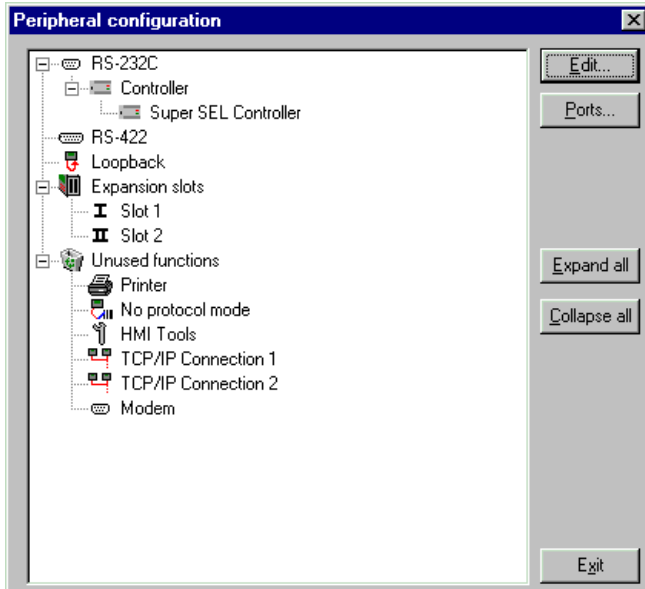 Peripheral configuration
RS-232C
Controller
Super SEL Controller
RS-422
Loopback
Expansion slots
I Slot 1
II Slot 2
Unused functions
Printer
No protocol mode
HMI Tools
TCP/IP Connection 1
TCP/IP Connection 2
Modem
Edit...
Ports...
Expand all
Collapse all
Exit